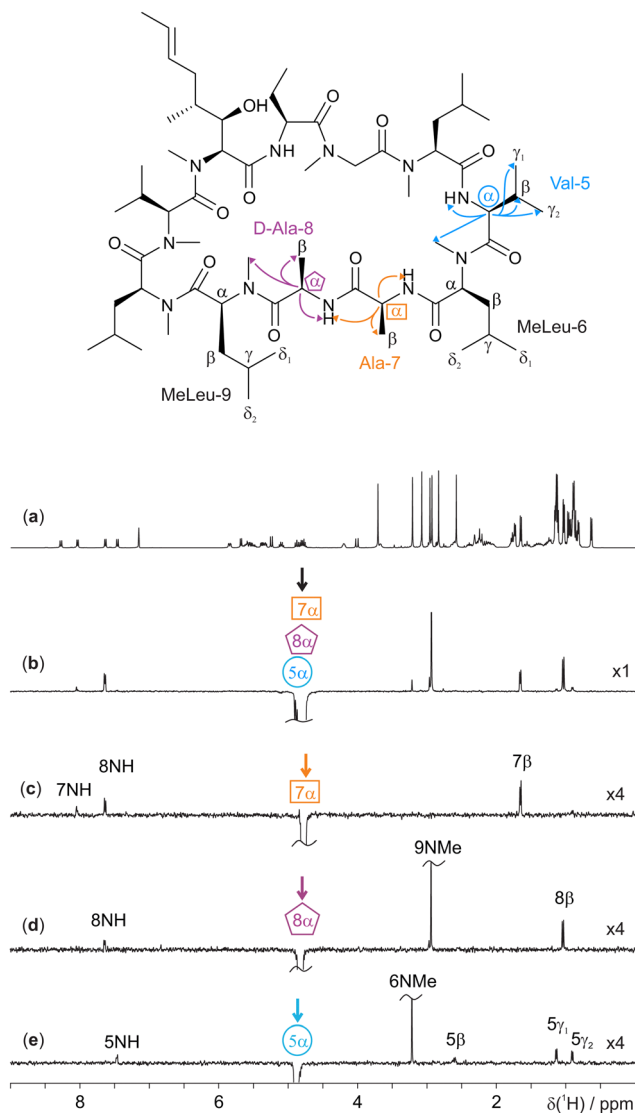 OH
O
O
O
NH
N
N
N
O
O
O
γ₁
N
H
N
H
α
β
Val-5
γ₂
O
N
D-Ala-8
β
O
N
O
N
O
α
O
H
N
O
N
N
O
N
H
α
O
α
β
β
MeLeu-6
α
β
γ
δ₁
Ala-7
δ₂
γ
δ₁
MeLeu-9
δ₂
(a)
7α
8α
(b)
5α
x1
8NH
7β
(c)
7NH
7α
x4
9NMe
(d)
8NH
8α
8β
x4
6NMe
(e)
5NH
5α
5β
5γ₁
5γ₂
x4
8
6
4
2
δ(¹H) / ppm